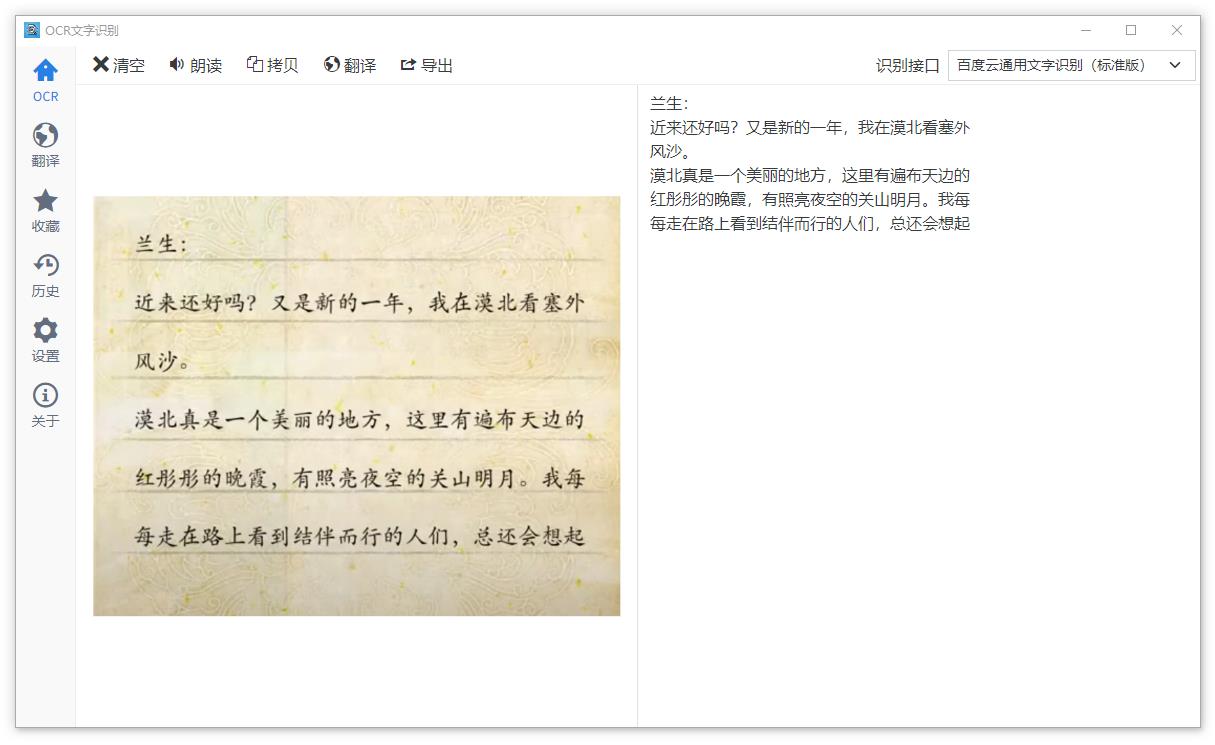 OCR文字识别
清空 朗读 拷贝 翻译 导出 识别接口 百度云通用文字识别（标准版）
OCR
翻译
收藏
历史
设置
关于
兰生：
近来还好吗？又是新的一年，我在漠北看塞外
风沙。
漠北真是一个美丽的地方，这里有遍布天边的
红彤彤的晚霞，有照亮夜空的关山明月。我每
每走在路上看到结伴而行的人们，总还会想起
兰生：
近来还好吗？又是新的一年，我在漠北看塞外
风沙。
漠北真是一个美丽的地方，这里有遍布天边的
红彤彤的晚霞，有照亮夜空的关山明月。我每
每走在路上看到结伴而行的人们，总还会想起